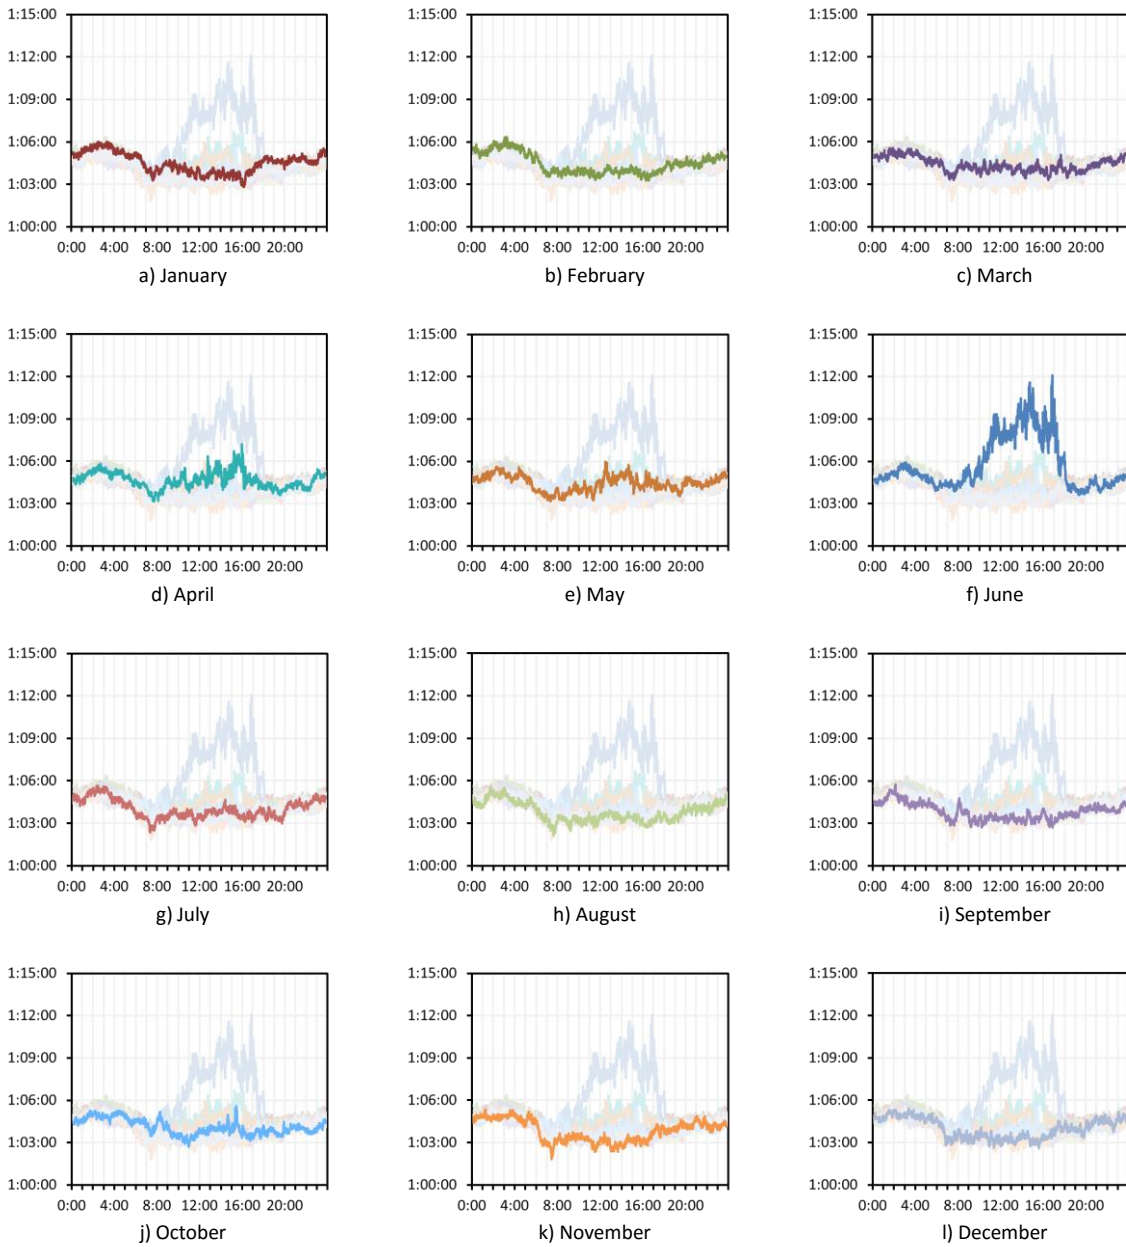 1:15:00 1:15:00 1:15:00
1:12:00 1:12:00 1:12:00
1:09:00 1:09:00 1:09:00
1:06:00 1:06:00 1:06:00
1:03:00 1:03:00 1:03:00
1:00:00 1:00:00 1:00:00
0:00 4:00 8:00 12:00 16:00 20:00 0:00 4:00 8:00 12:00 16:00 20:00 0:00 4:00 8:00 12:00 16:00 20:00
a) January b) February c) March
1:15:00 1:15:00 1:15:00
1:12:00 1:12:00 1:12:00
1:09:00 1:09:00 1:09:00
1:06:00 1:06:00 1:06:00
1:03:00 1:03:00 1:03:00
1:00:00 1:00:00 1:00:00
0:00 4:00 8:00 12:00 16:00 20:00 0:00 4:00 8:00 12:00 16:00 20:00 0:00 4:00 8:00 12:00 16:00 20:00
d) April e) May f) June
1:15:00 1:15:00 1:15:00
1:12:00 1:12:00 1:12:00
1:09:00 1:09:00 1:09:00
1:06:00 1:06:00 1:06:00
1:03:00 1:03:00 1:03:00
1:00:00 1:00:00 1:00:00
0:00 4:00 8:00 12:00 16:00 20:00 0:00 4:00 8:00 12:00 16:00 20:00 0:00 4:00 8:00 12:00 16:00 20:00
g) July h) August i) September
1:15:00 1:15:00 1:15:00
1:12:00 1:12:00 1:12:00
1:09:00 1:09:00 1:09:00
1:06:00 1:06:00 1:06:00
1:03:00 1:03:00 1:03:00
1:00:00 1:00:00 1:00:00
0:00 4:00 8:00 12:00 16:00 20:00 0:00 4:00 8:00 12:00 16:00 20:00 0:00 4:00 8:00 12:00 16:00 20:00
j) October k) November l) December